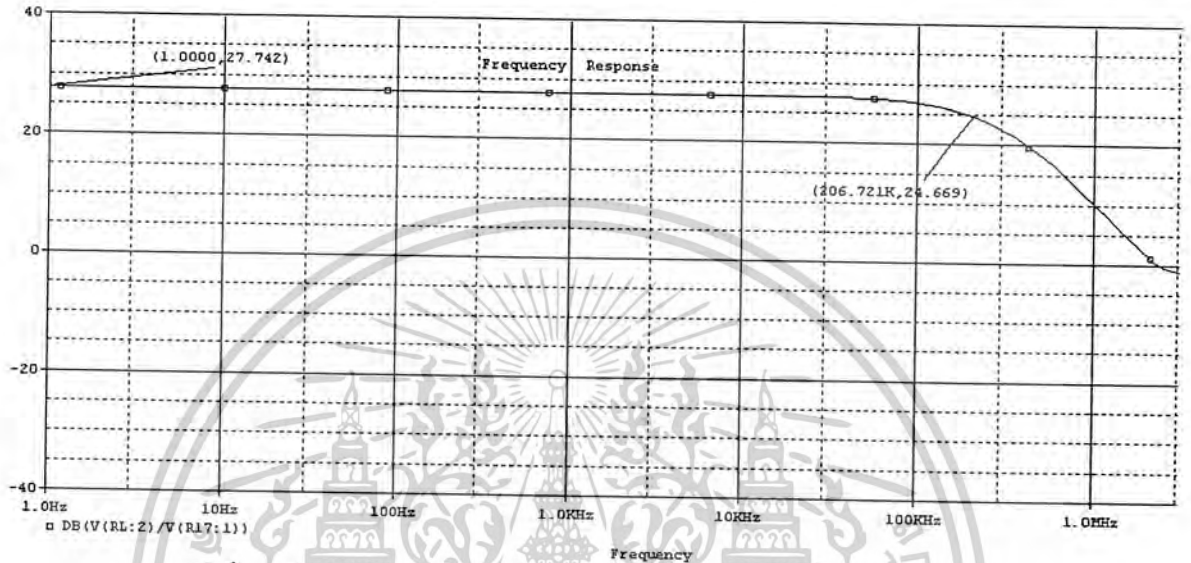 40
(1.0000,27.742)
Frequency Response
20
(206.721K,24.669)
0
-20
-40
1.0Hz
10Hz
100Hz
1.0KHz
10KHz
100KHz
1.0MHz
DB(V(RL:2)/V(R17:1))
Frequency